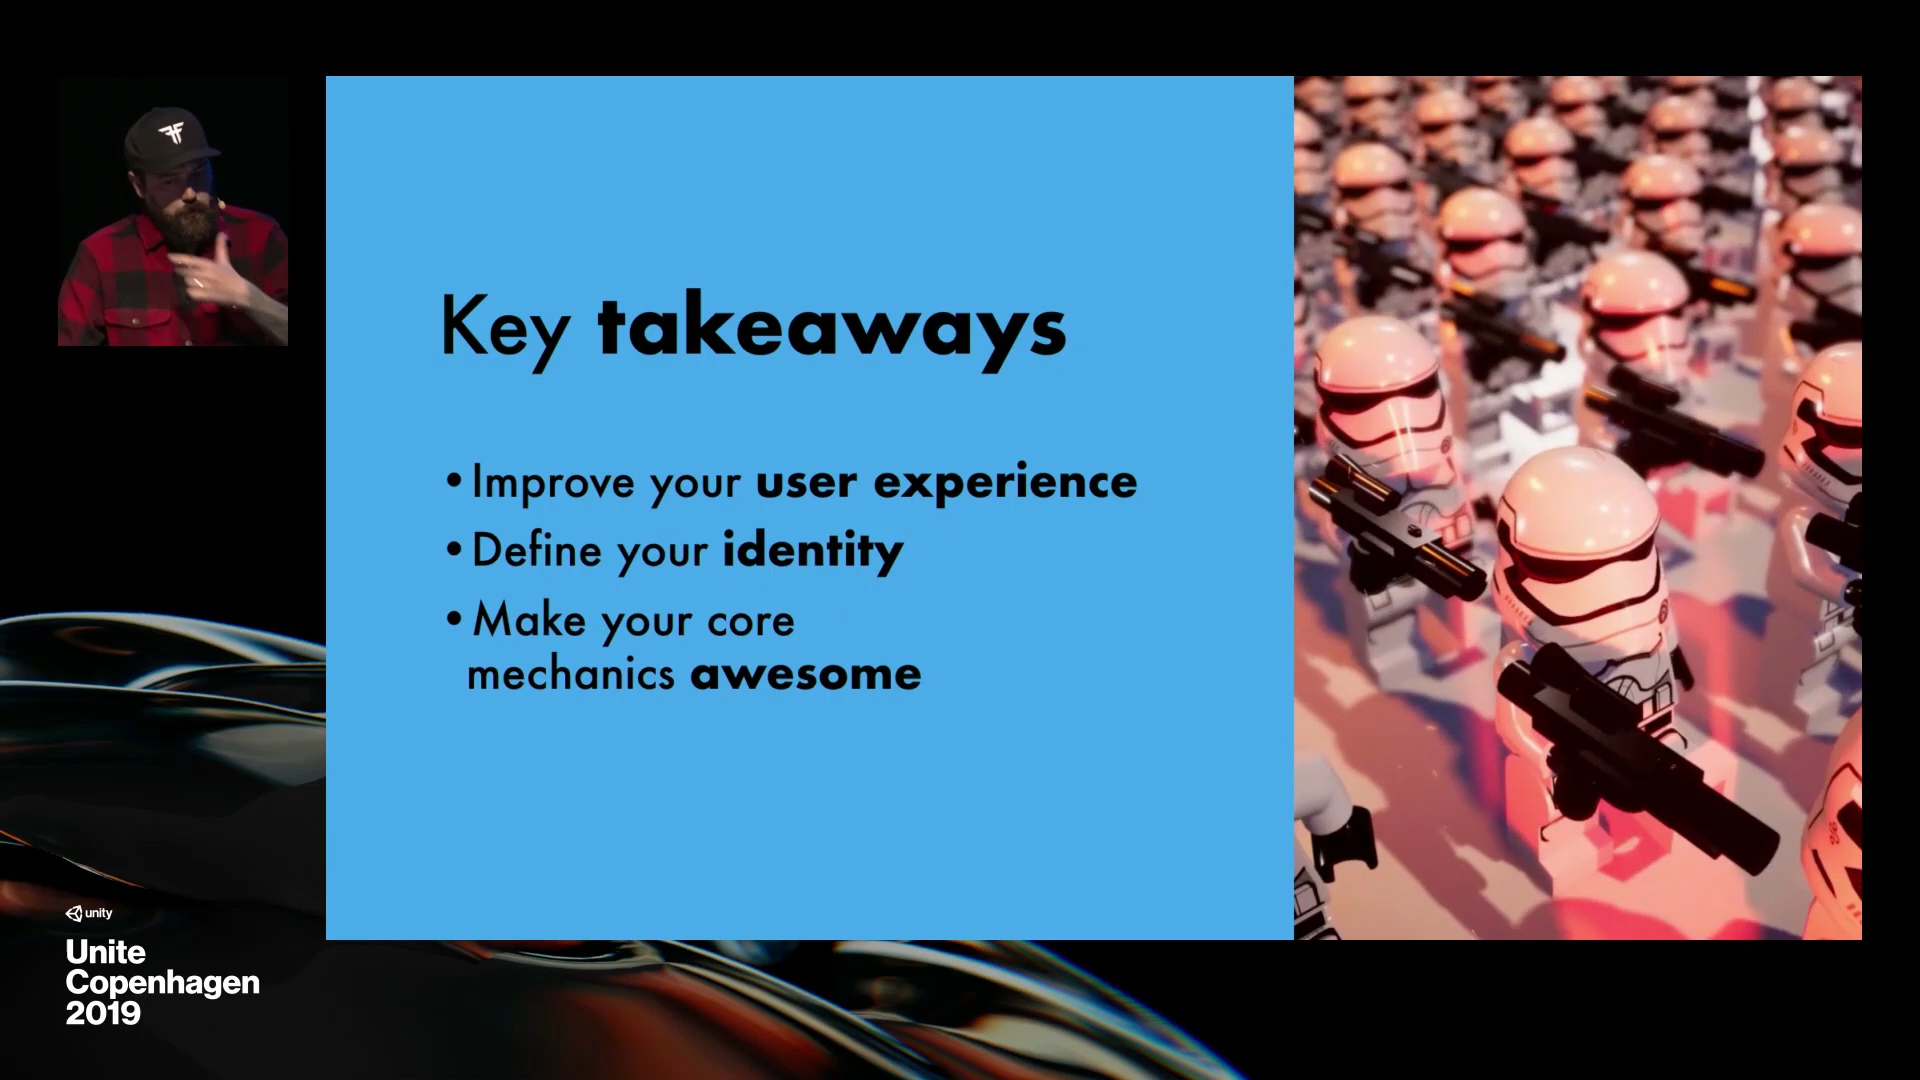 Key takeaways
•Improve your user experience
•Define your identity
•Make your core
mechanics awesome
unity
Unite
Copenhagen
2019